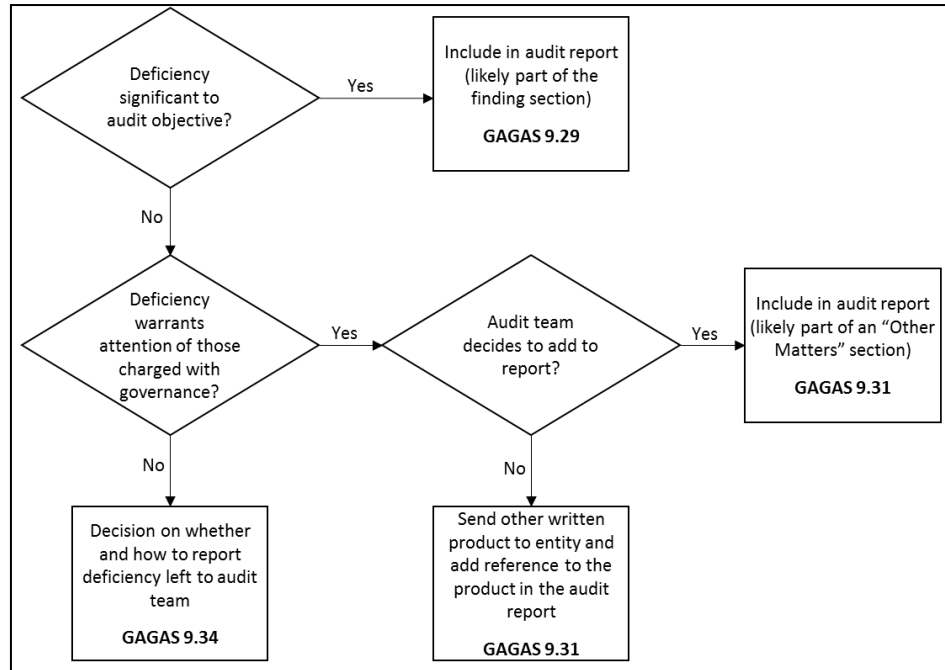 Deficiency
significant to
audit objective?
Yes
Include in audit report
(likely part of the
finding section)
GAGAS 9.29
No
Deficiency
warrants
attention of those
charged with
governance?
Yes
Audit team
decides to add to
report?
Yes
Include in audit report
(likely part of an “Other
Matters” section)
GAGAS 9.31
No
Decision on whether
and how to report
deficiency left to audit
team
GAGAS 9.34
No
Send other written
product to entity and
add reference to the
product in the audit
report
GAGAS 9.31